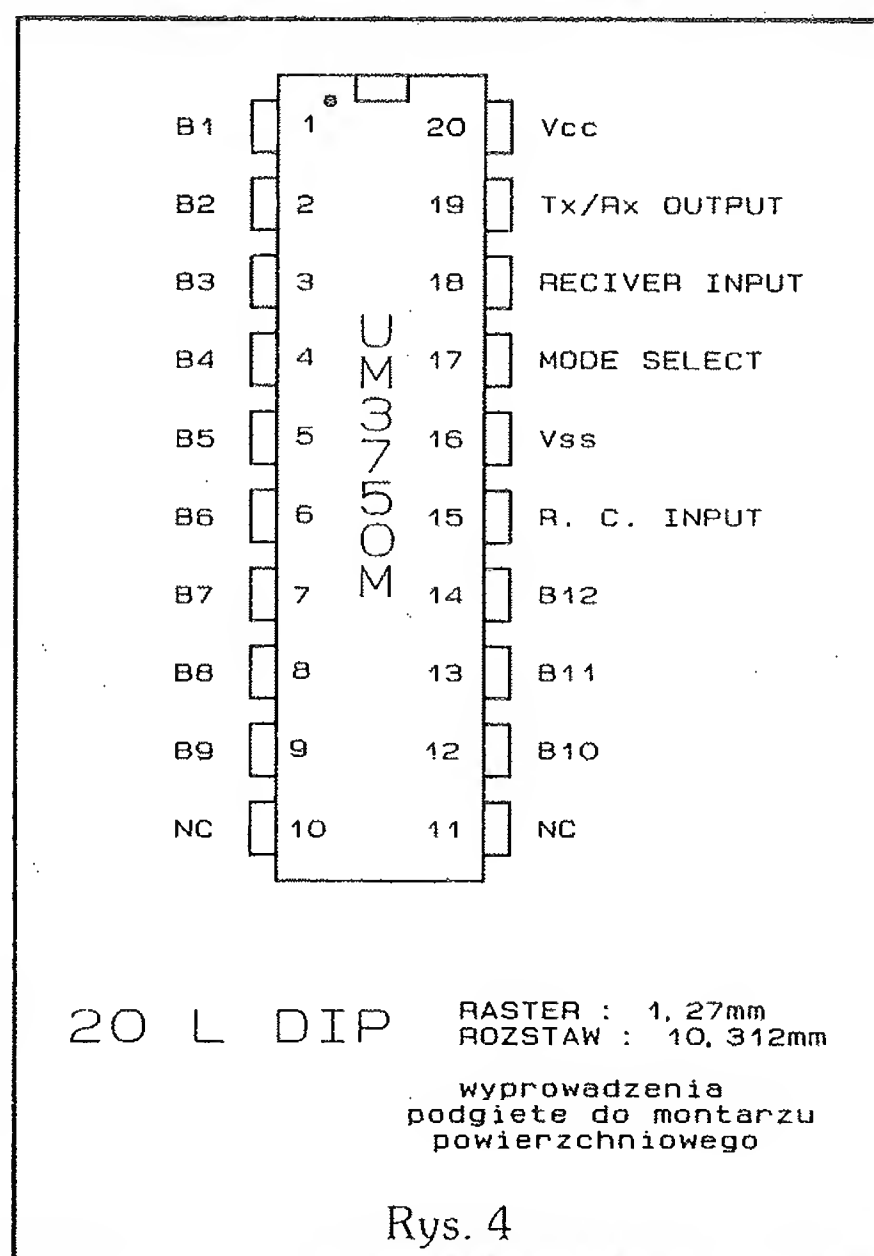 B1 1 20 Vcc
B2 2 19 Tx/Rx OUTPUT
B3 3 18 RECIVER INPUT
B4 4 17 MODE SELECT
B5 5 16 Vss
B6 6 15 R. C. INPUT
B7 7 14 B12
B8 8 13 B11
B9 9 12 B10
NC 10 11 NC
UM3750M
20 L DIP
RASTER : 1,27mm
ROZSTAW : 10,312mm
wyprowadzenia
podgiete do montarzu
powierzchniowego
Rys. 4